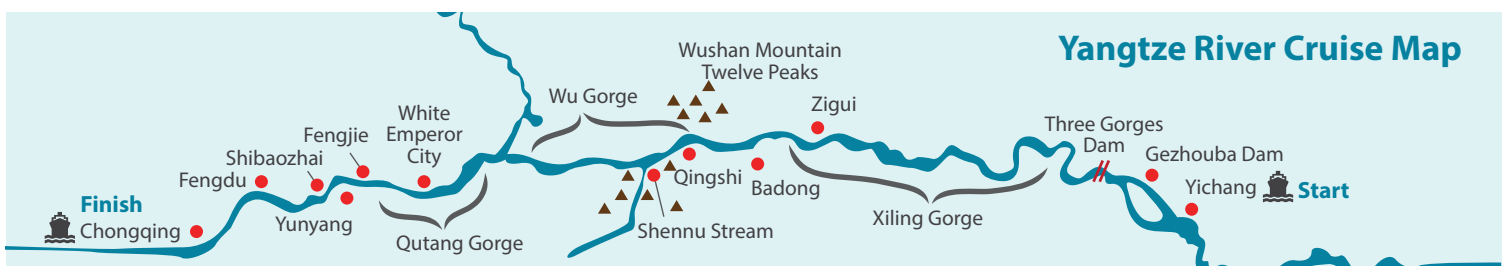 Yangtze River Cruise Map
Wushan Mountain
Twelve Peaks
Wu Gorge
Zigui
White
Emperor
City
Fengjie
Shibaozhai
Fengdu
Three Gorges
Dam
Gezhouba Dam
Yichang
Start
Finish
Chongqing
Yunyang
Qutang Gorge
Qingshi
Badong
Shennu Stream
Xiling Gorge